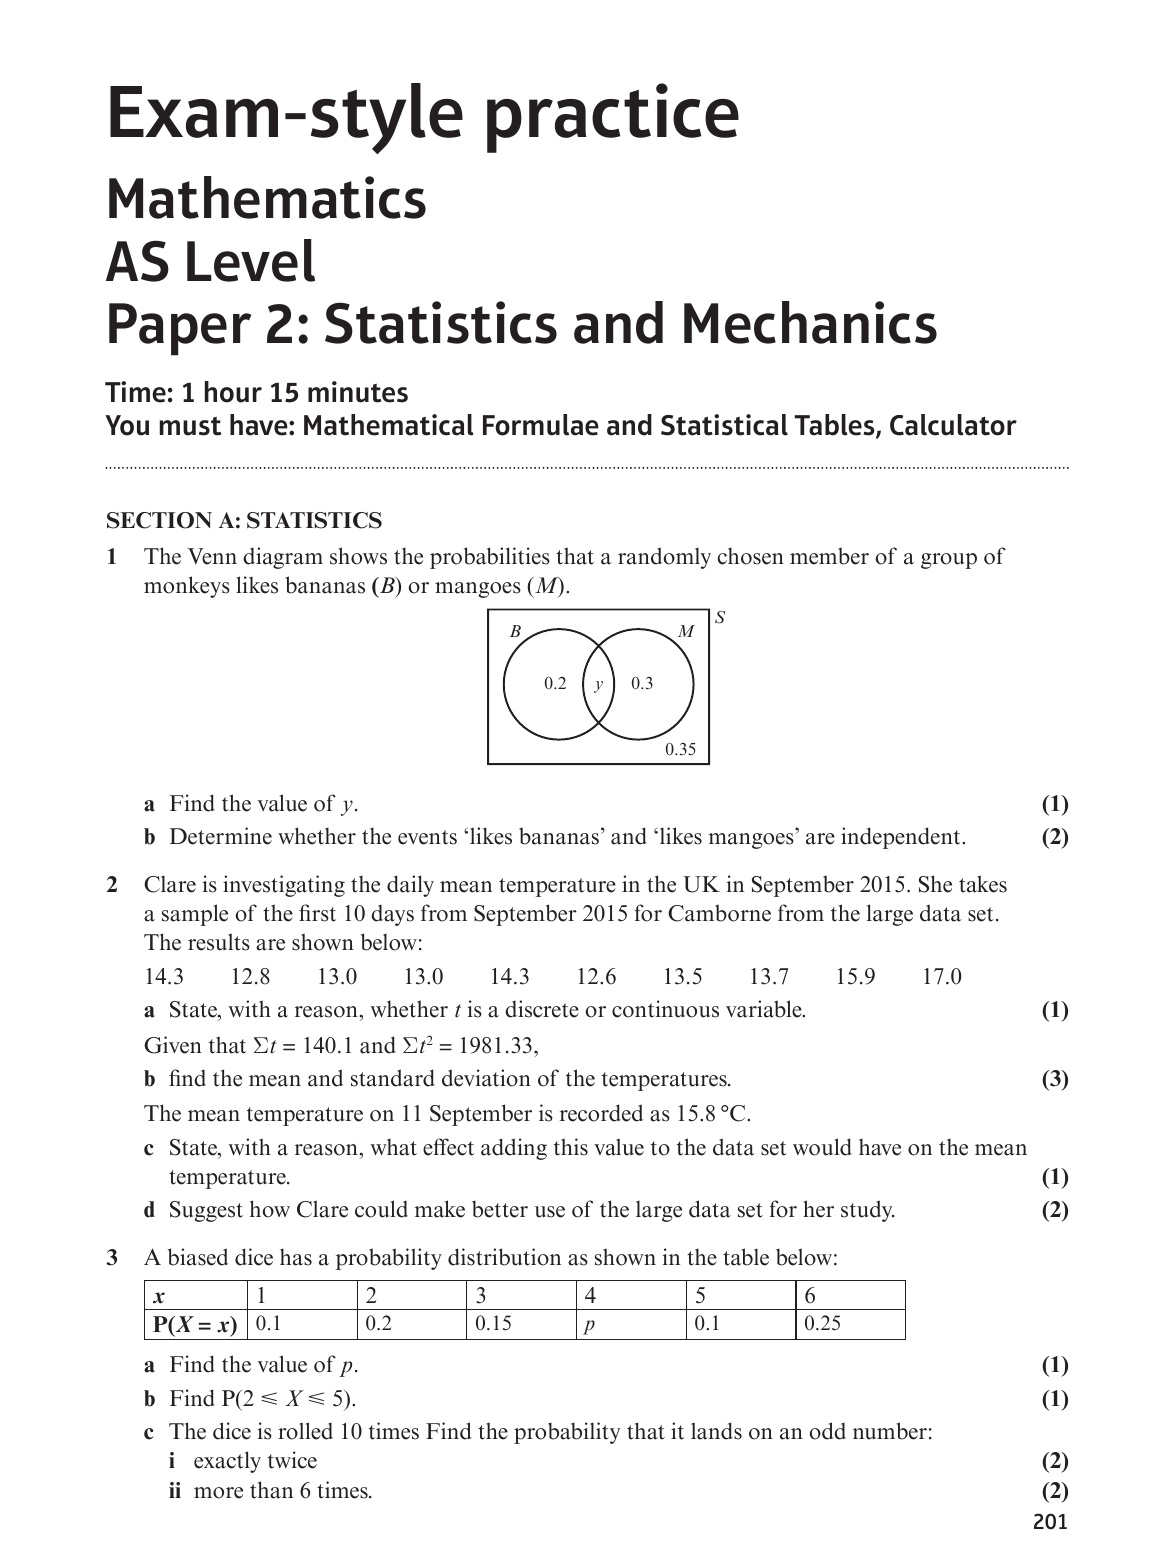 Exam-style practice
Mathematics
AS Level
Paper 2: Statistics and Mechanics
Time: 1 hour 15 minutes
You must have: Mathematical Formulae and Statistical Tables, Calculator
SECTION A: STATISTICS
1 The Venn diagram shows the probabilities that a randomly chosen member of a group of
monkeys likes bananas (B) or mangoes (M).
S
B M
0.2 y 0.3
0.35
a Find the value of y. (1)
b Determine whether the events ‘likes bananas’ and ‘likes mangoes’ are independent. (2)
2 Clare is investigating the daily mean temperature in the UK in September 2015. She takes
a sample of the first 10 days from September 2015 for Camborne from the large data set.
The results are shown below:
14.3 12.8 13.0 13.0 14.3 12.6 13.5 13.7 15.9 17.0
a State, with a reason, whether t is a discrete or continuous variable. (1)
Given that Σt = 140.1 and Σt² = 1981.33,
b find the mean and standard deviation of the temperatures. (3)
The mean temperature on 11 September is recorded as 15.8 °C.
c State, with a reason, what effect adding this value to the data set would have on the mean
temperature. (1)
d Suggest how Clare could make better use of the large data set for her study. (2)
3 A biased dice has a probability distribution as shown in the table below:
x 1 2 3 4 5 6
P(X = x) 0.1 0.2 0.15 p 0.1 0.25
a Find the value of p. (1)
b Find P(2 ⩽ X ⩽ 5). (1)
c The dice is rolled 10 times Find the probability that it lands on an odd number:
i exactly twice (2)
ii more than 6 times. (2)
201